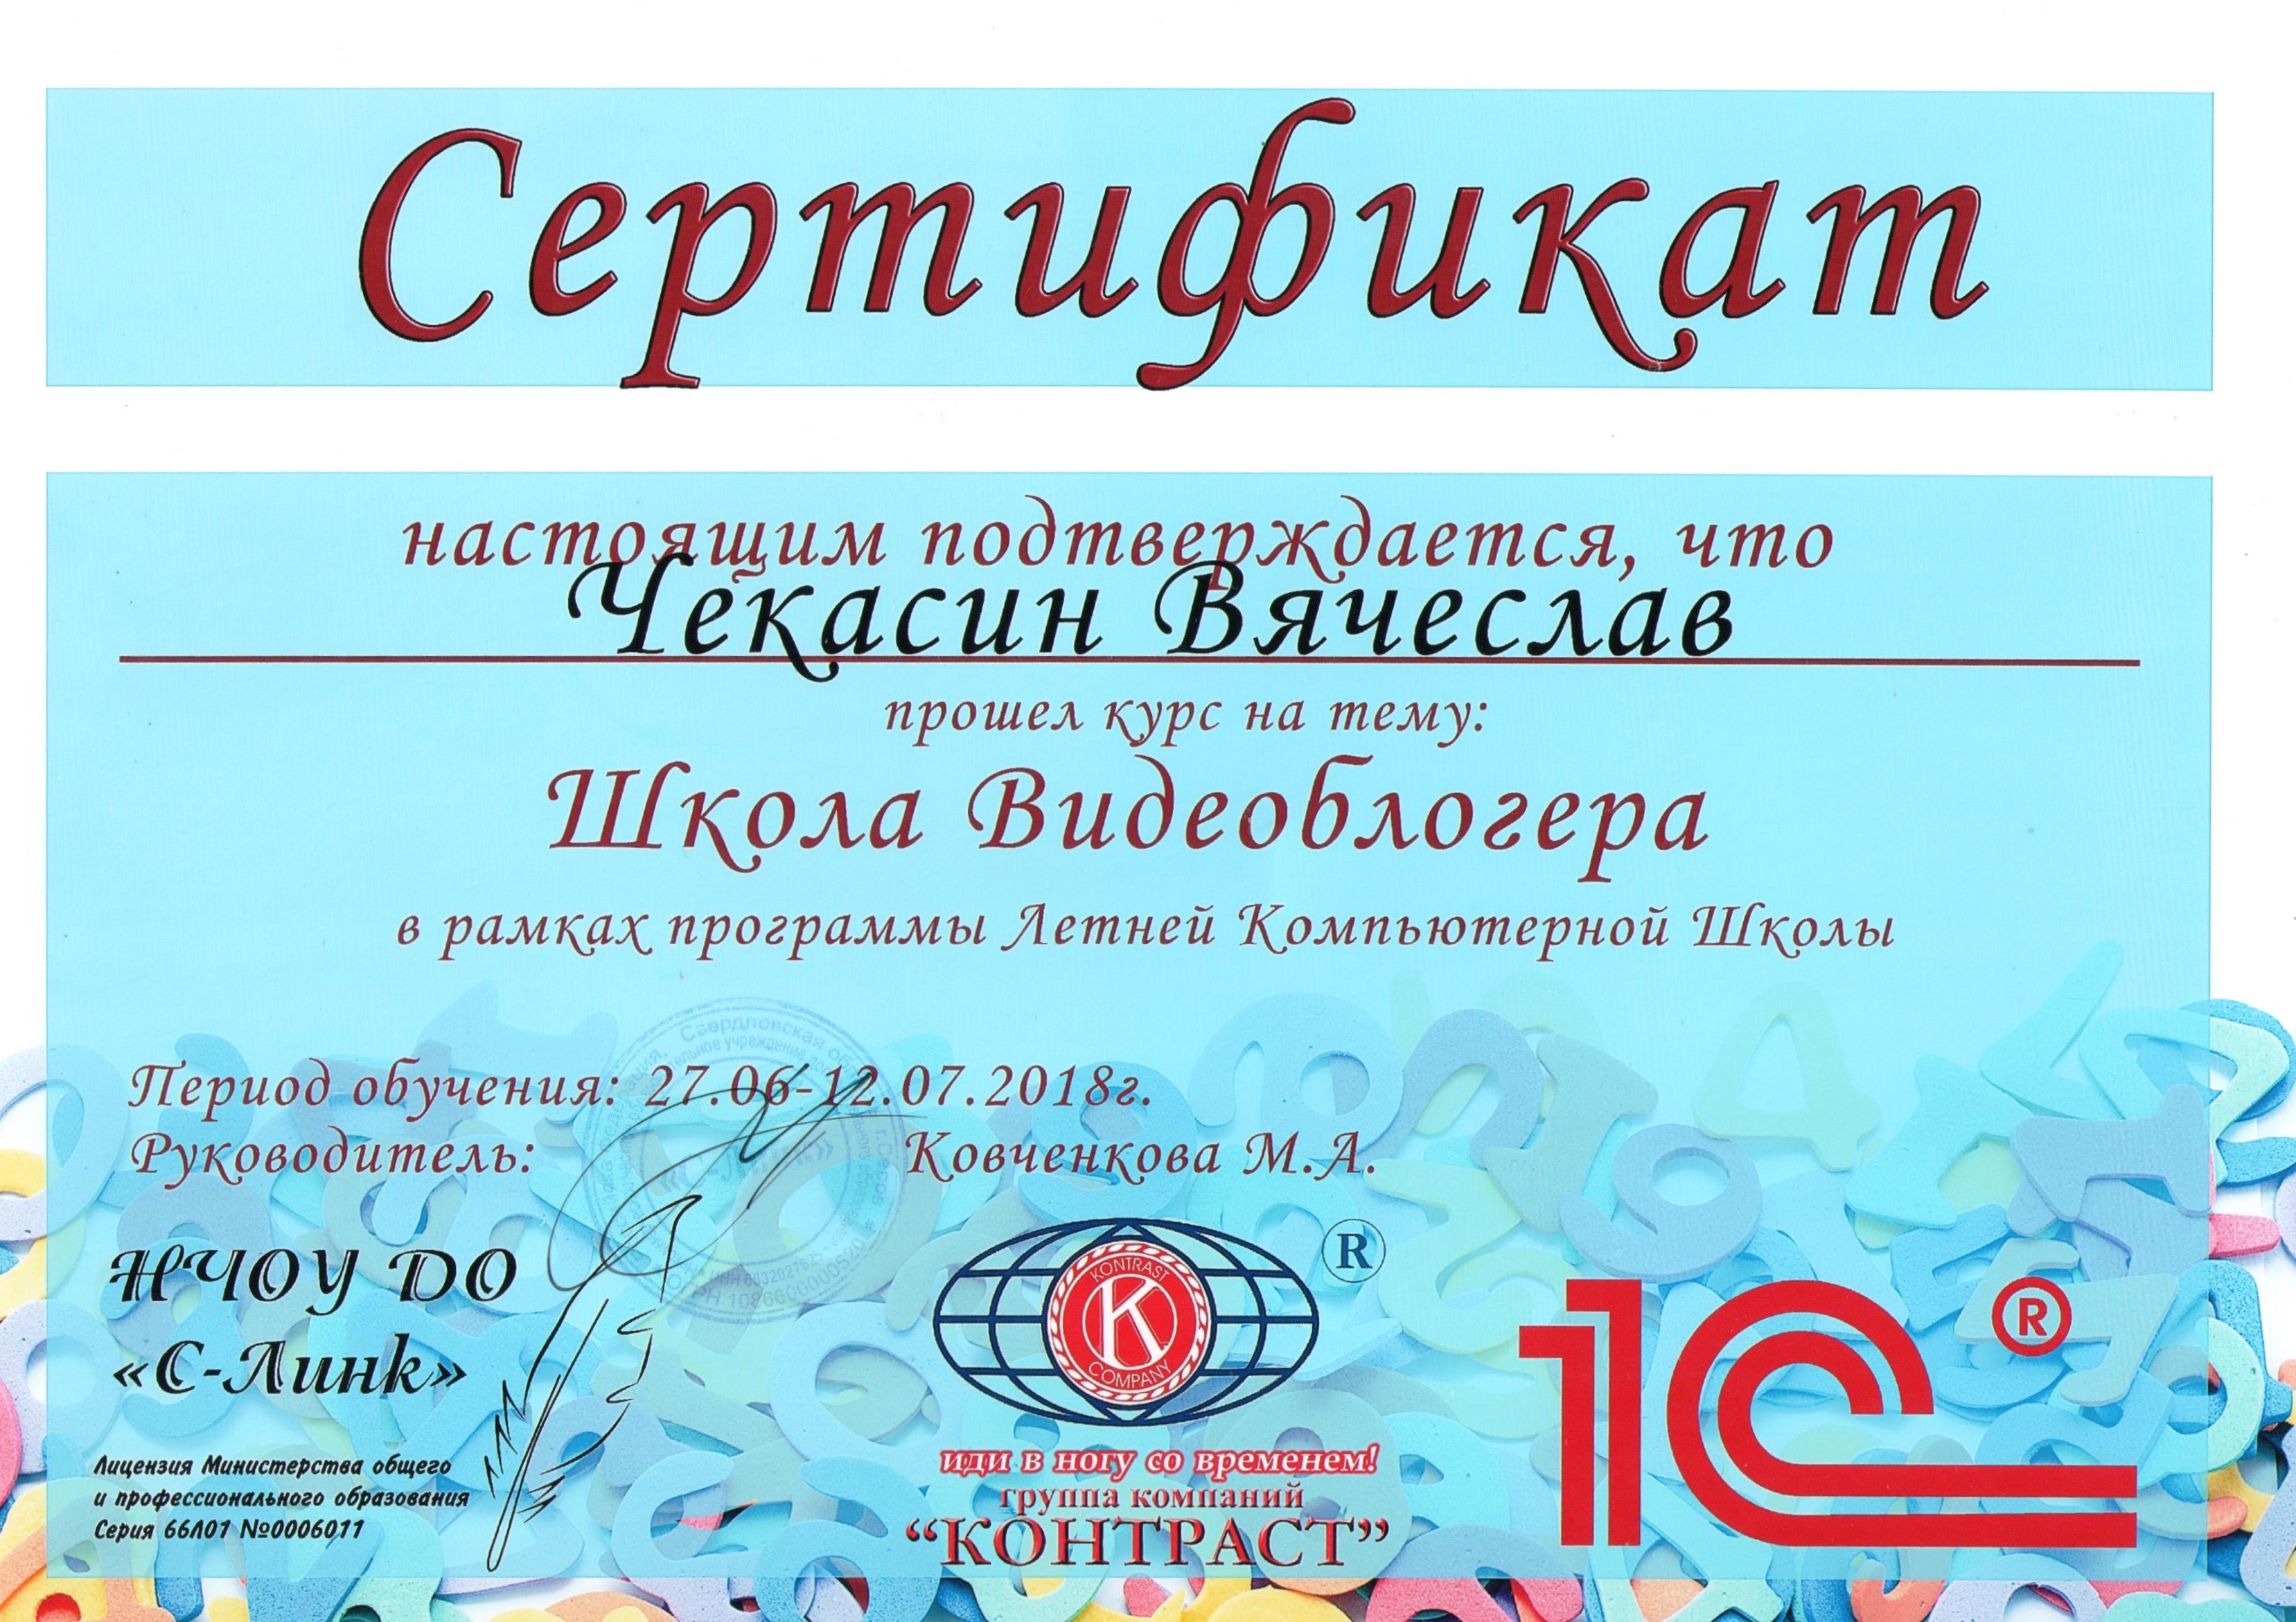 Сертификат
настоящим подтверждается, что
Чекасин Вячеслав
прошел курс на тему:
Школа Видеоблогера
в рамках программы Летней Компьютерной Школы
Период обучения: 27.06-12.07.2018г.
Руководитель: Ковченкова М.А.
НЧОУ ДО
«С-Линк»
Лицензия Министерства общего
и профессионального образования
Серия 66Л01 №0006011
KONTRAST
K
COMPANY
®
иди в ногу со временем!
группа компаний
“КОНТРАСТ”
1С®
Свердловская